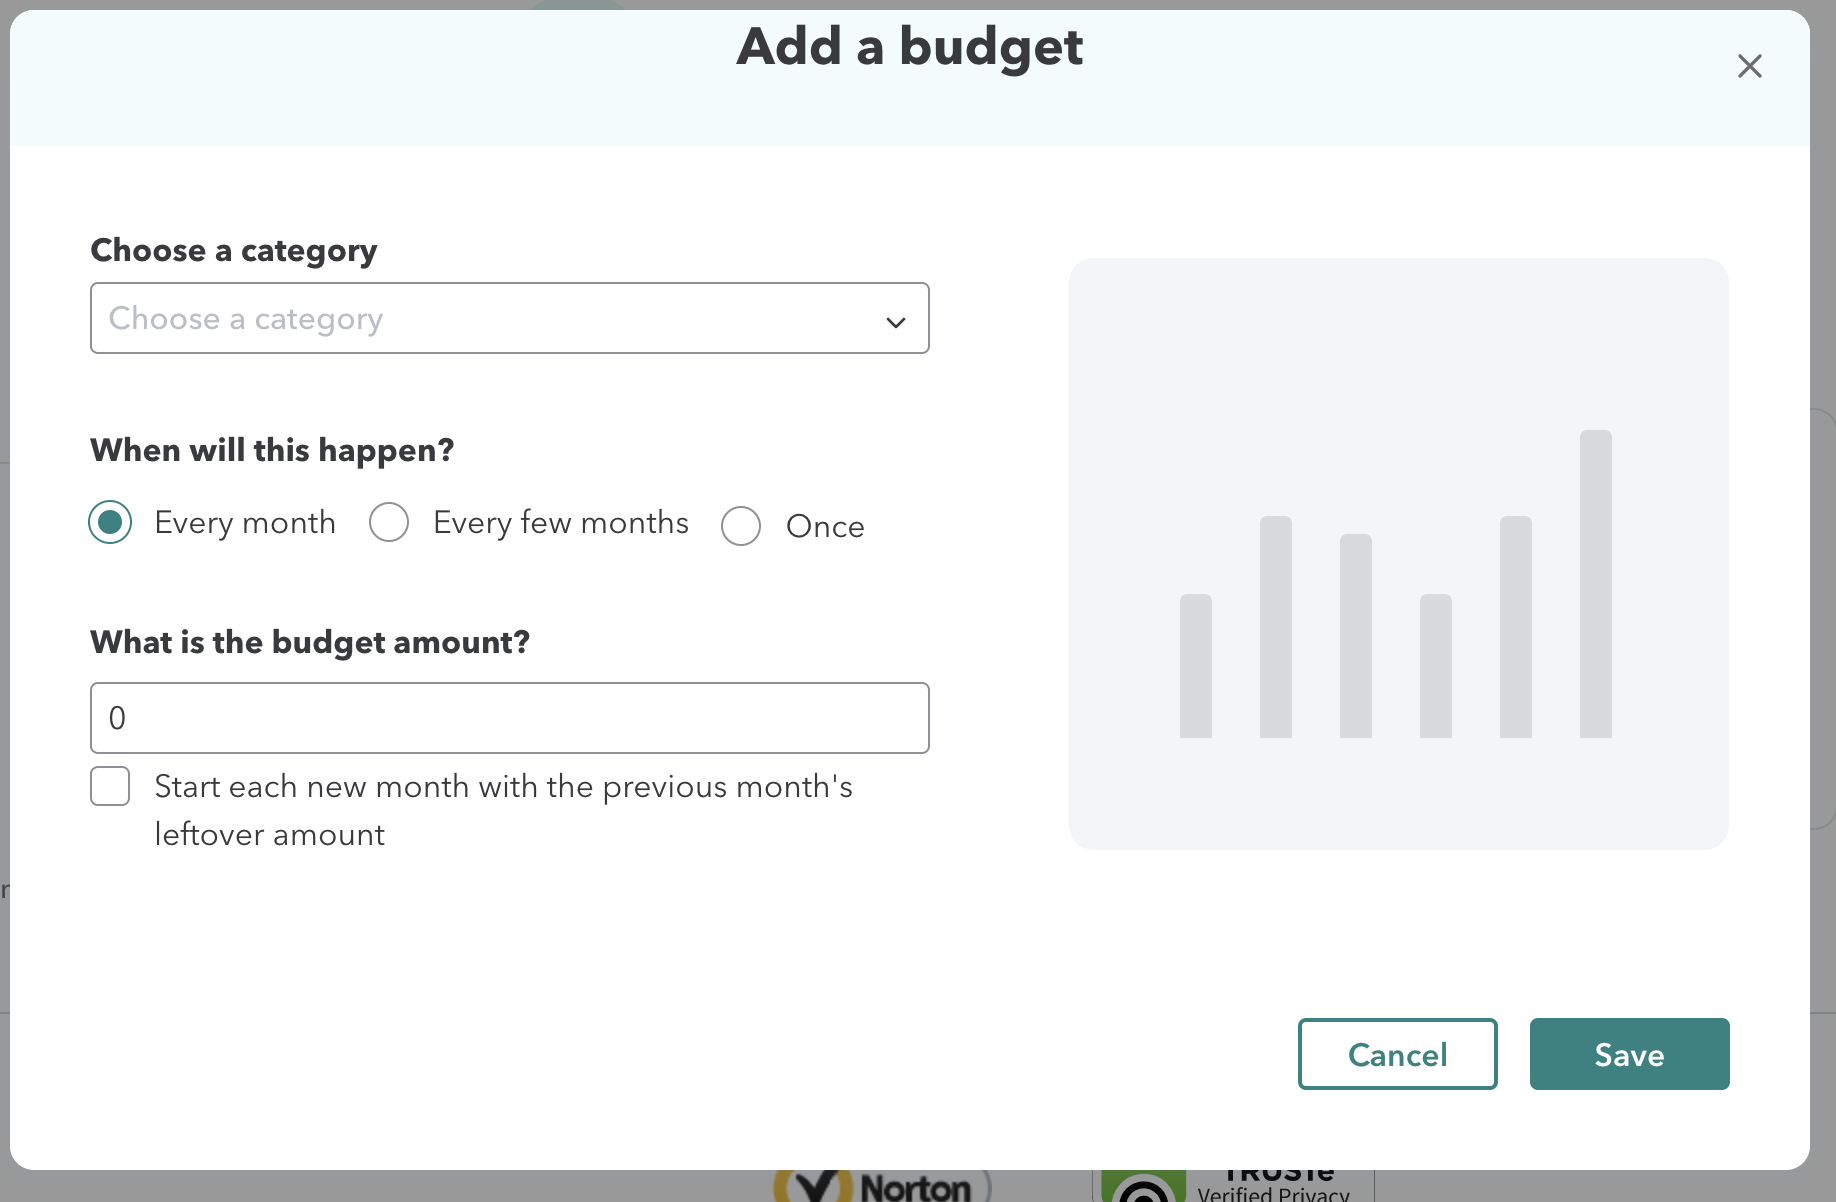 Add a budget
Choose a category
Choose a category
When will this happen?
Every month Every few months Once
What is the budget amount?
0
Start each new month with the previous month's
leftover amount
Cancel Save
Norton
TRUSTe
Verified Privacy